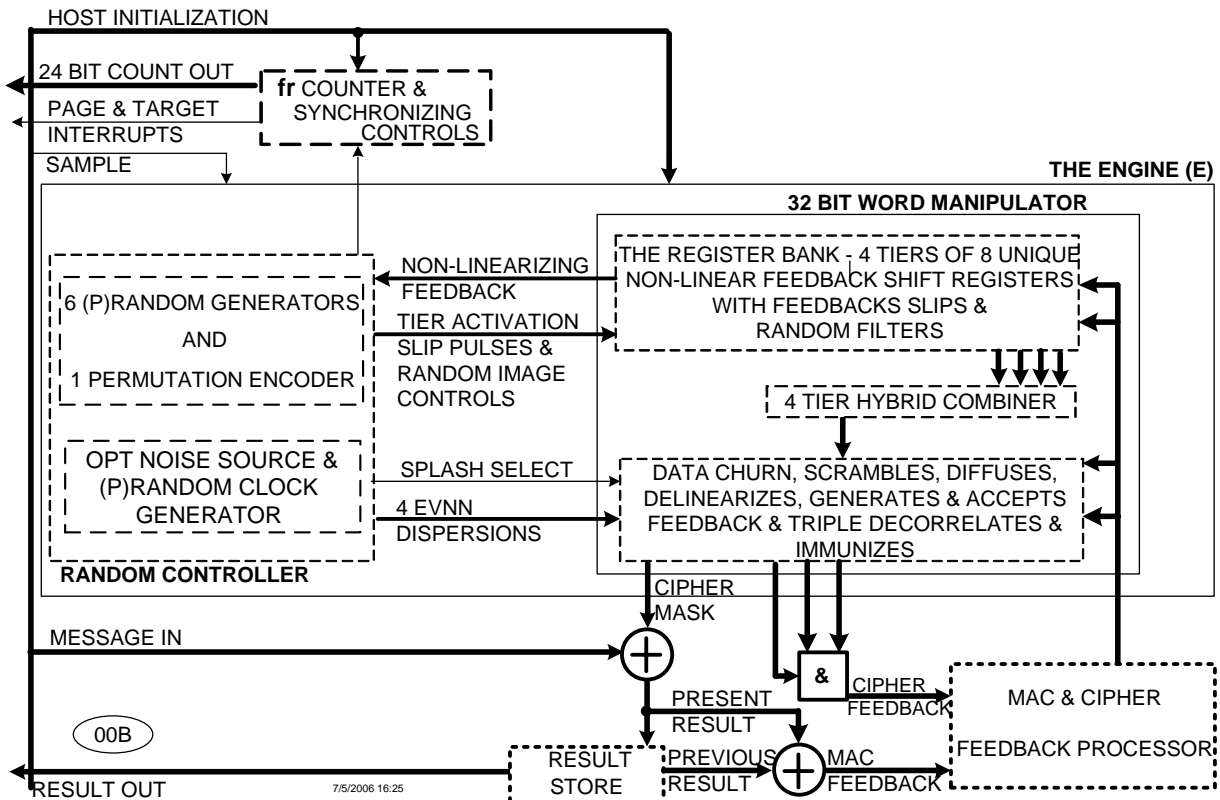 HOST INITIALIZATION
24 BIT COUNT OUT
fr COUNTER &
SYNCHRONIZING
CONTROLS
PAGE & TARGET
INTERRUPTS
SAMPLE
THE ENGINE (E)
32 BIT WORD MANIPULATOR
6 (P)RANDOM GENERATORS
AND
1 PERMUTATION ENCODER
OPT NOISE SOURCE &
(P)RANDOM CLOCK
GENERATOR
RANDOM CONTROLLER
NON-LINEARIZING
FEEDBACK
TIER ACTIVATION
SLIP PULSES &
RANDOM IMAGE
CONTROLS
SPLASH SELECT
4 EVNN
DISPERSIONS
THE REGISTER BANK - 4 TIERS OF 8 UNIQUE
NON-LINEAR FEEDBACK SHIFT REGISTERS
WITH FEEDBACKS SLIPS &
RANDOM FILTERS
4 TIER HYBRID COMBINER
DATA CHURN, SCRAMBLES, DIFFUSES,
DELINEARIZES, GENERATES & ACCEPTS
FEEDBACK & TRIPLE DECORRELATES &
IMMUNIZES
CIPHER
MASK
MESSAGE IN
&
CIPHER
FEEDBACK
MAC & CIPHER
FEEDBACK PROCESSOR
PRESENT
RESULT
00B
RESULT
STORE
PREVIOUS
RESULT
MAC
FEEDBACK
RESULT OUT
7/5/2006 16:25